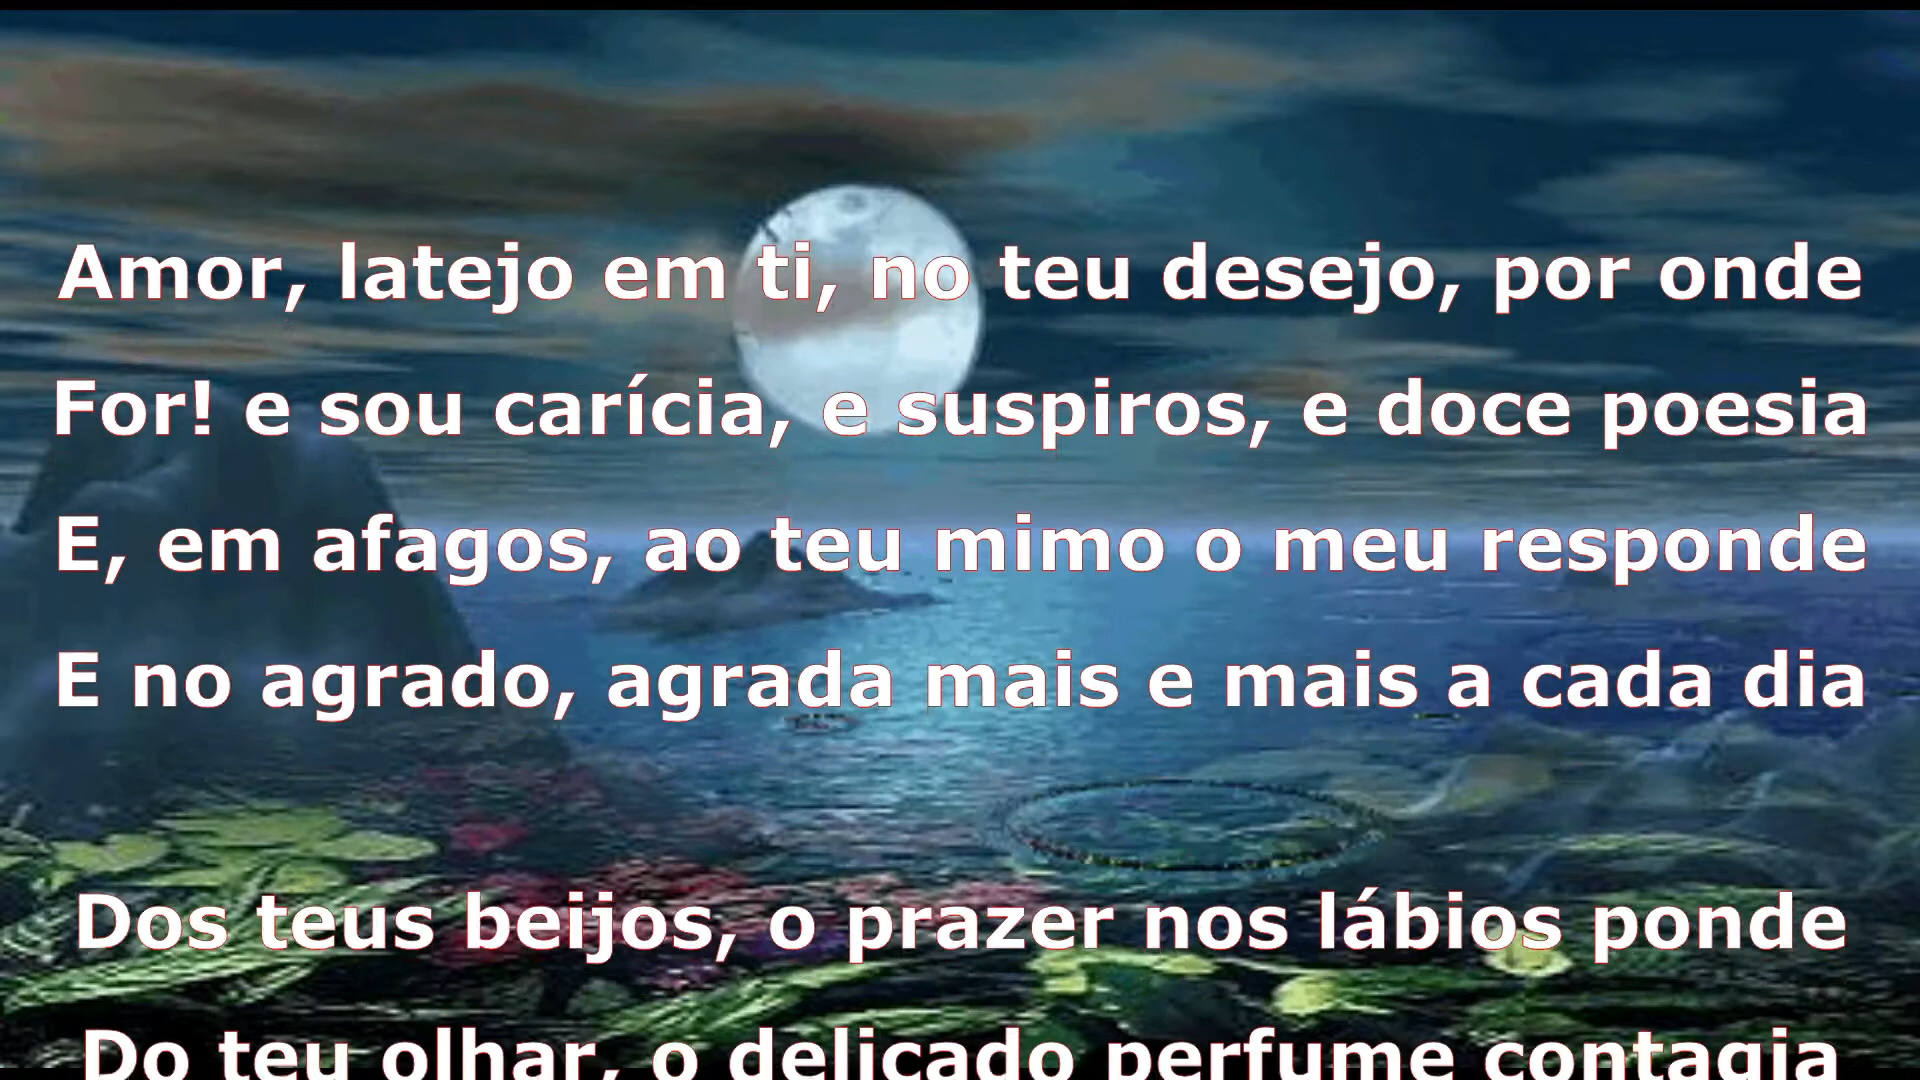 Amor, latejo em ti, no teu desejo, por onde
For! e sou carícia, e suspiros, e doce poesia
E, em afagos, ao teu mimo o meu responde
E no agrado, agrada mais e mais a cada dia
Dos teus beijos, o prazer nos lábios ponde
Do teu olhar, o delicado perfume contagia